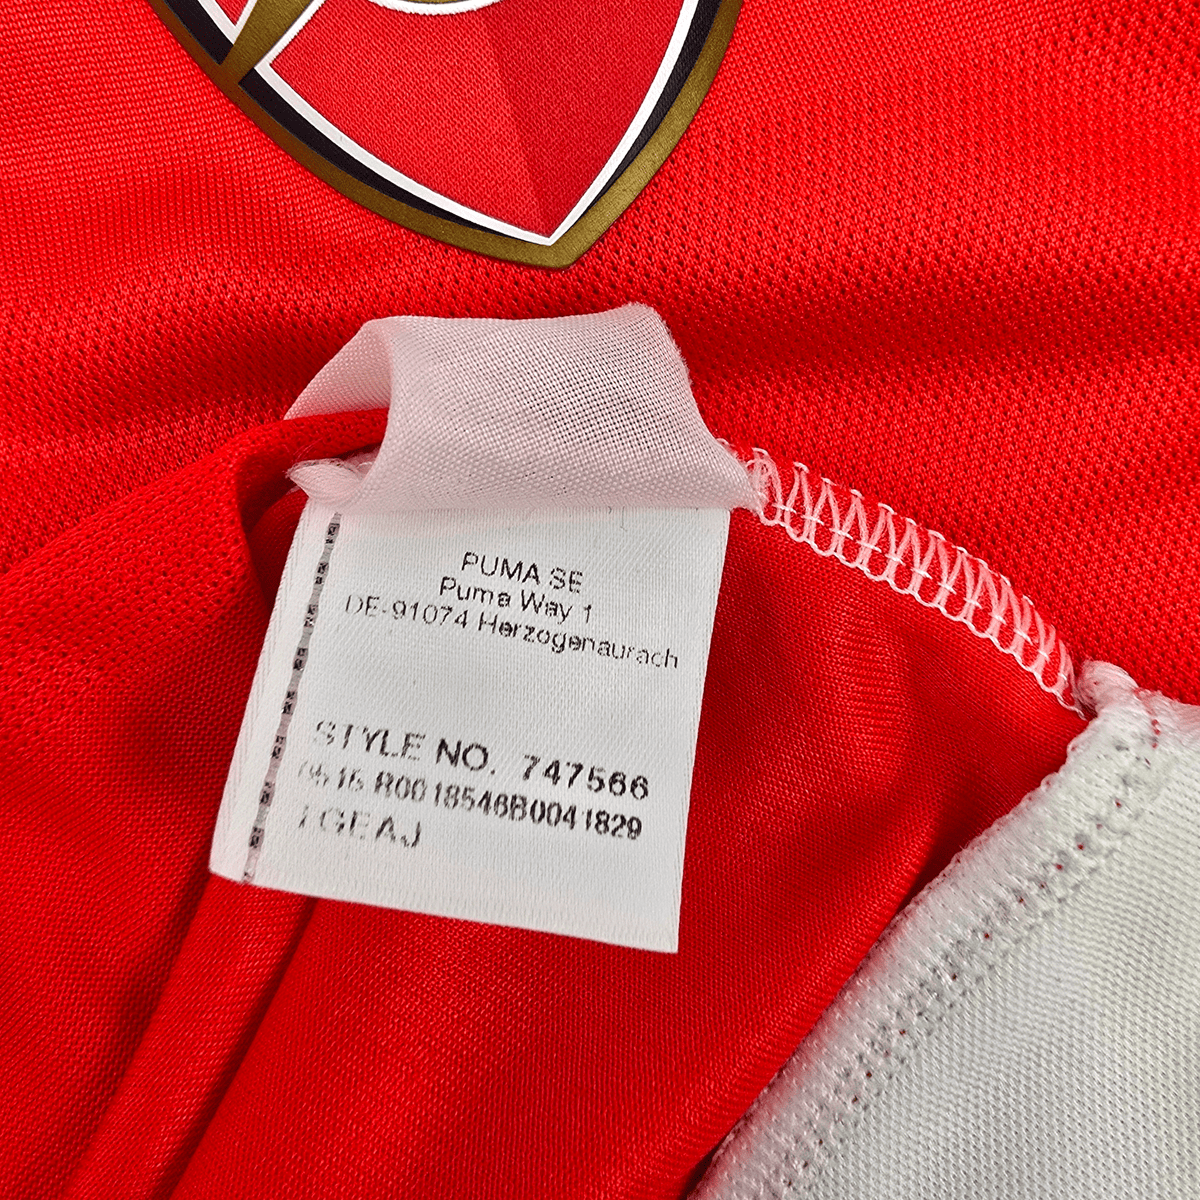 PUMA SE
Puma Way 1
DE-91074 Herzogenaurach
STYLE NO. 747566
R0018546B0041829